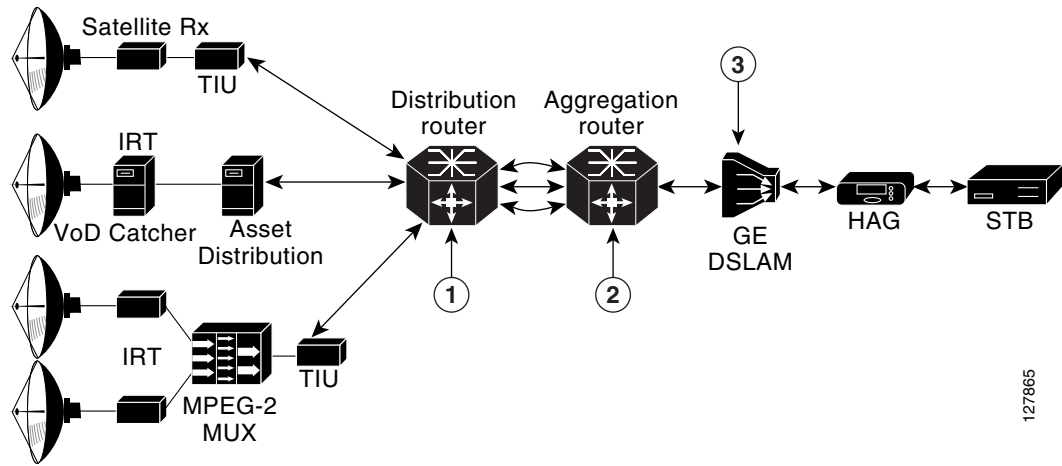 Satellite Rx
TIU
Distribution
router
Aggregation
router
3
IRT
VoD Catcher
Asset
Distribution
GE
DSLAM
HAG
STB
1
2
IRT
MPEG-2
MUX
TIU
127865